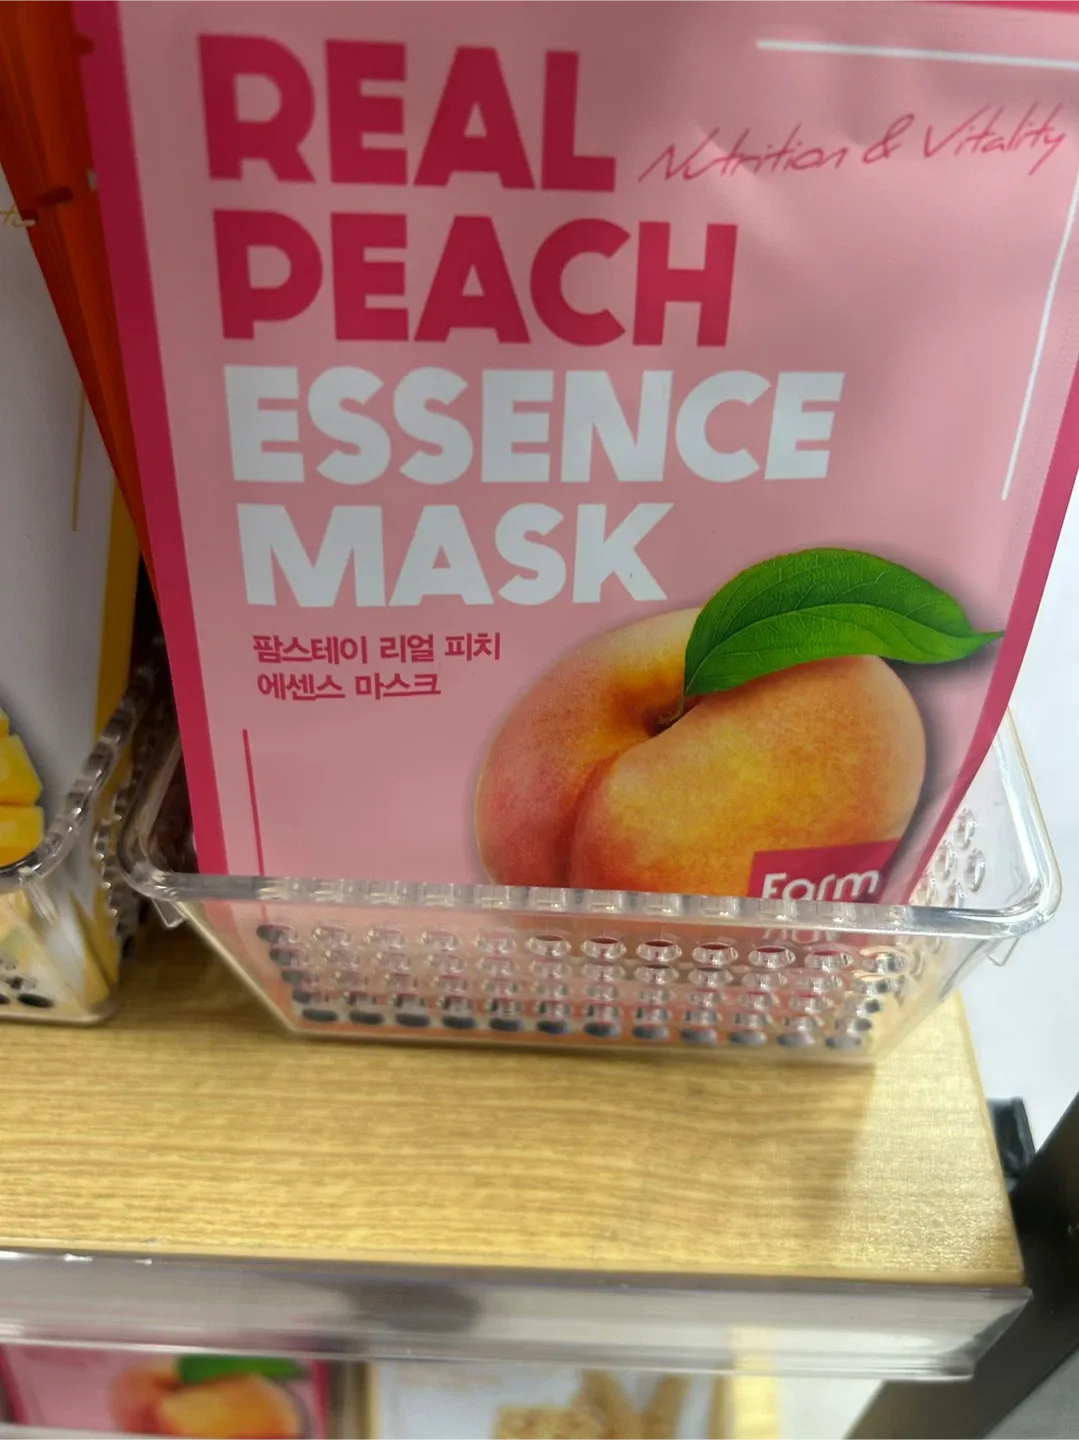 REAL
Nutrition & Vitality
PEACH
ESSENCE
MASK
팜스테이 리얼 피치
에센스 마스크
Farm